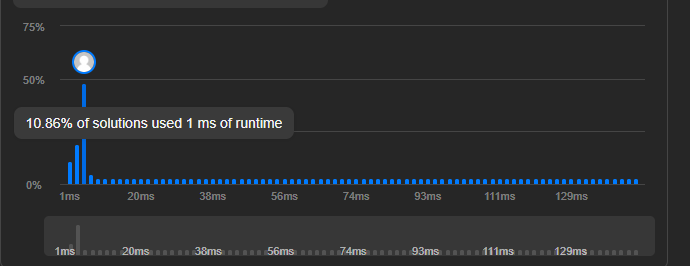 75%
50%
10.86% of solutions used 1 ms of runtime
0%
1ms 20ms 38ms 56ms 74ms 93ms 111ms 129ms
1ms 20ms 38ms 56ms 74ms 93ms 111ms 129ms